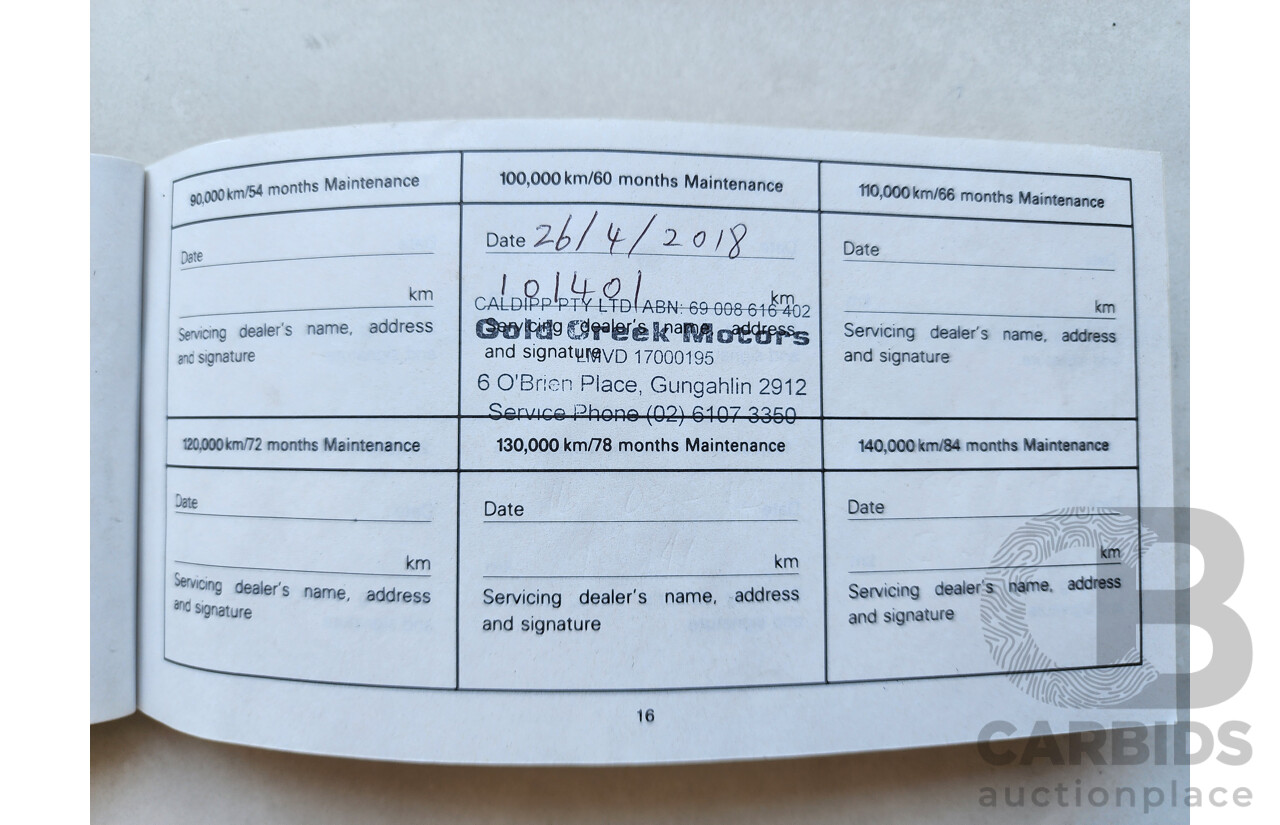 90,000 km/54 months Maintenance
Date
km
Servicing dealer's name, address
and signature
100,000 km/60 months Maintenance
Date 26/4/2018
101401 km
CALDIPP PTY LTD ABN: 69 008 616 402
Servicing dealer's name, address
Gold Creek Motors
and signature
LMVD 17000195
6 O'Brien Place, Gungahlin 2912
Service Phone (02) 6107 3350
110,000 km/66 months Maintenance
Date
km
Servicing dealer's name, address
and signature
120,000 km/72 months Maintenance
Date
km
Servicing dealer's name, address
and signature
130,000 km/78 months Maintenance
Date
km
Servicing dealer's name, address
and signature
140,000 km/84 months Maintenance
Date
km
Servicing dealer's name, address
and signature
16
CB
CARBIDS
auctionplace